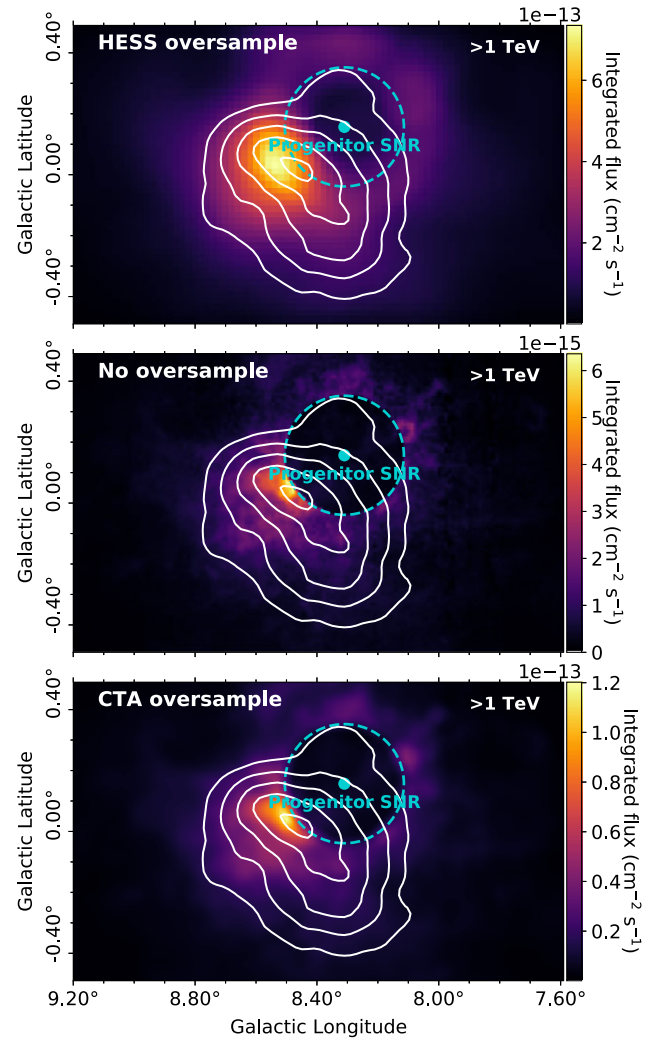 1e−13
HESS oversample
>1 TeV
Progenitor SNR
0.40°
0.00°
-0.40°
Galactic Latitude
6
4
2
Integrated flux (cm−2 s−1)
1e−15
No oversample
>1 TeV
Progenitor SNR
0.40°
0.00°
-0.40°
Galactic Latitude
6
5
4
3
2
1
0
Integrated flux (cm−2 s−1)
1e−13
CTA oversample
>1 TeV
Progenitor SNR
0.40°
0.00°
-0.40°
Galactic Latitude
1.2
1.0
0.8
0.6
0.4
0.2
Integrated flux (cm−2 s−1)
9.20° 8.80° 8.40° 8.00° 7.60°
Galactic Longitude